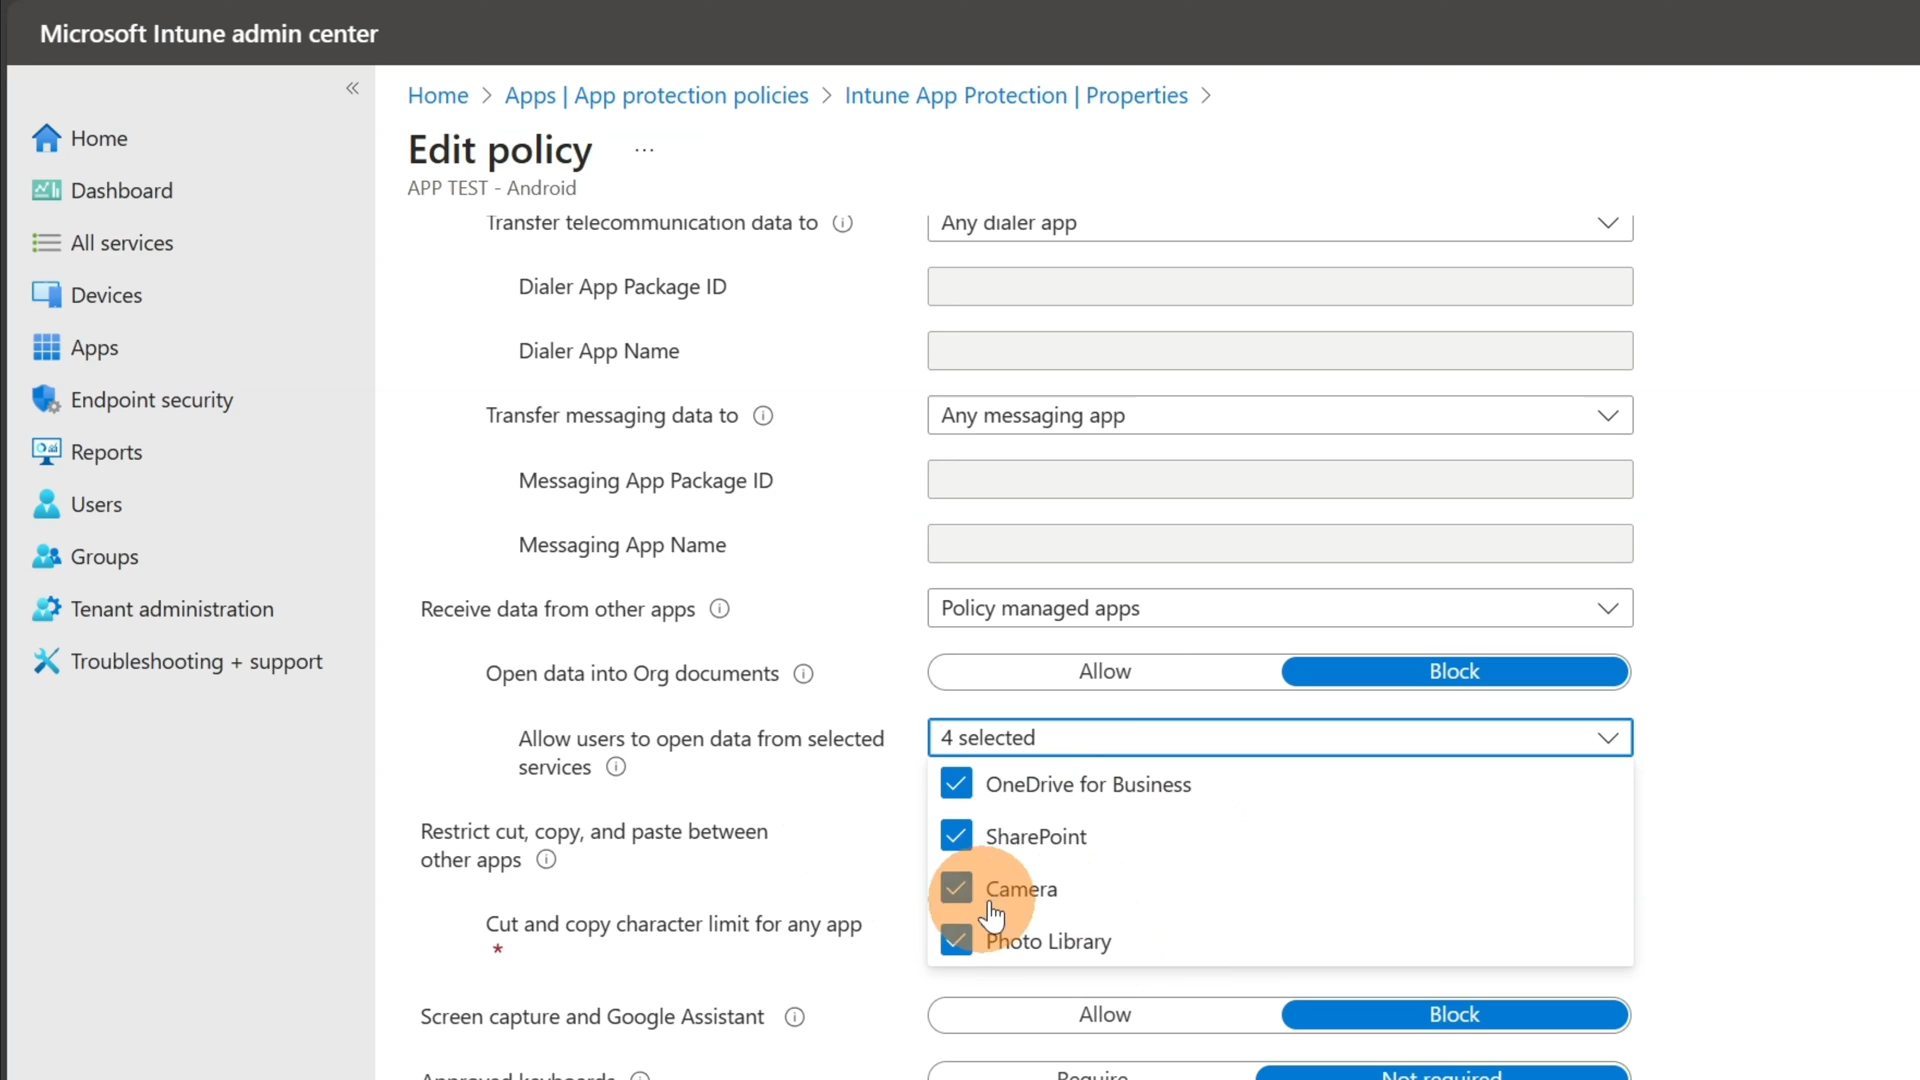 Microsoft Intune admin center
Home > Apps | App protection policies > Intune App Protection | Properties >
Edit policy ...
APP TEST - Android
Home
Dashboard
All services
Devices
Apps
Endpoint security
Reports
Users
Groups
Tenant administration
Troubleshooting + support
Transfer telecommunication data to
Any dialer app
Dialer App Package ID
Dialer App Name
Transfer messaging data to
Any messaging app
Messaging App Package ID
Messaging App Name
Receive data from other apps
Policy managed apps
Open data into Org documents
Allow Block
Allow users to open data from selected
services
4 selected
OneDrive for Business
SharePoint
Camera
Photo Library
Restrict cut, copy, and paste between
other apps
Cut and copy character limit for any app
*
Screen capture and Google Assistant
Allow Block
Approved keyboards
Require Not required